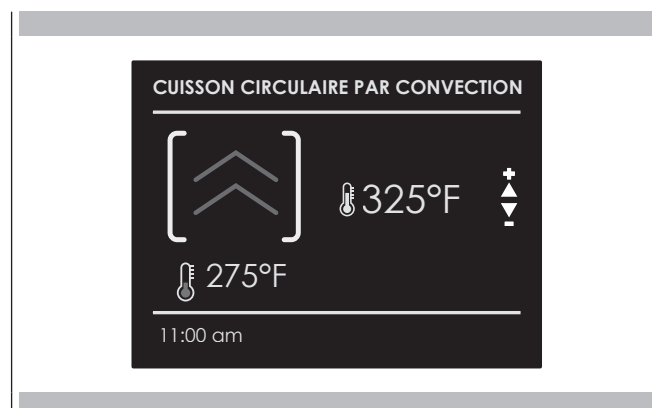 CUISSON CIRCULAIRE PAR CONVECTION
325°F
275°F
11:00 am